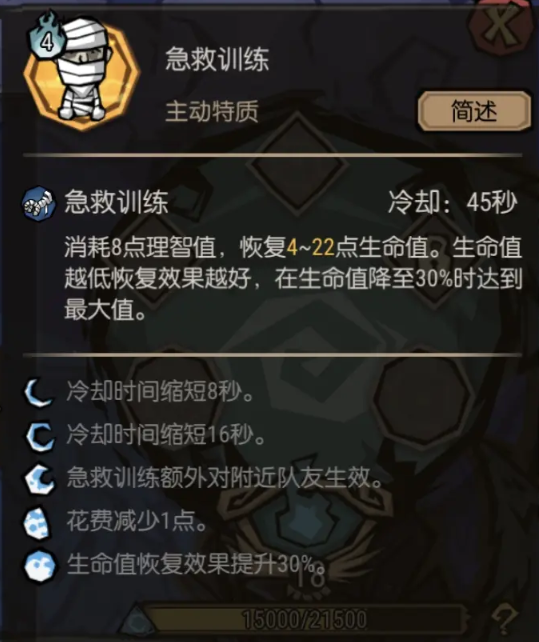 4
急救训练
主动特质
简述
急救训练
冷却：45秒
消耗8点理智值，恢复4~22点生命值。生命值
越低恢复效果越好，在生命值降至30%时达到
最大值。
冷却时间缩短8秒。
冷却时间缩短16秒。
急救训练额外对附近队友生效。
花费减少1点。
生命值恢复效果提升30%。
18
15000/21500